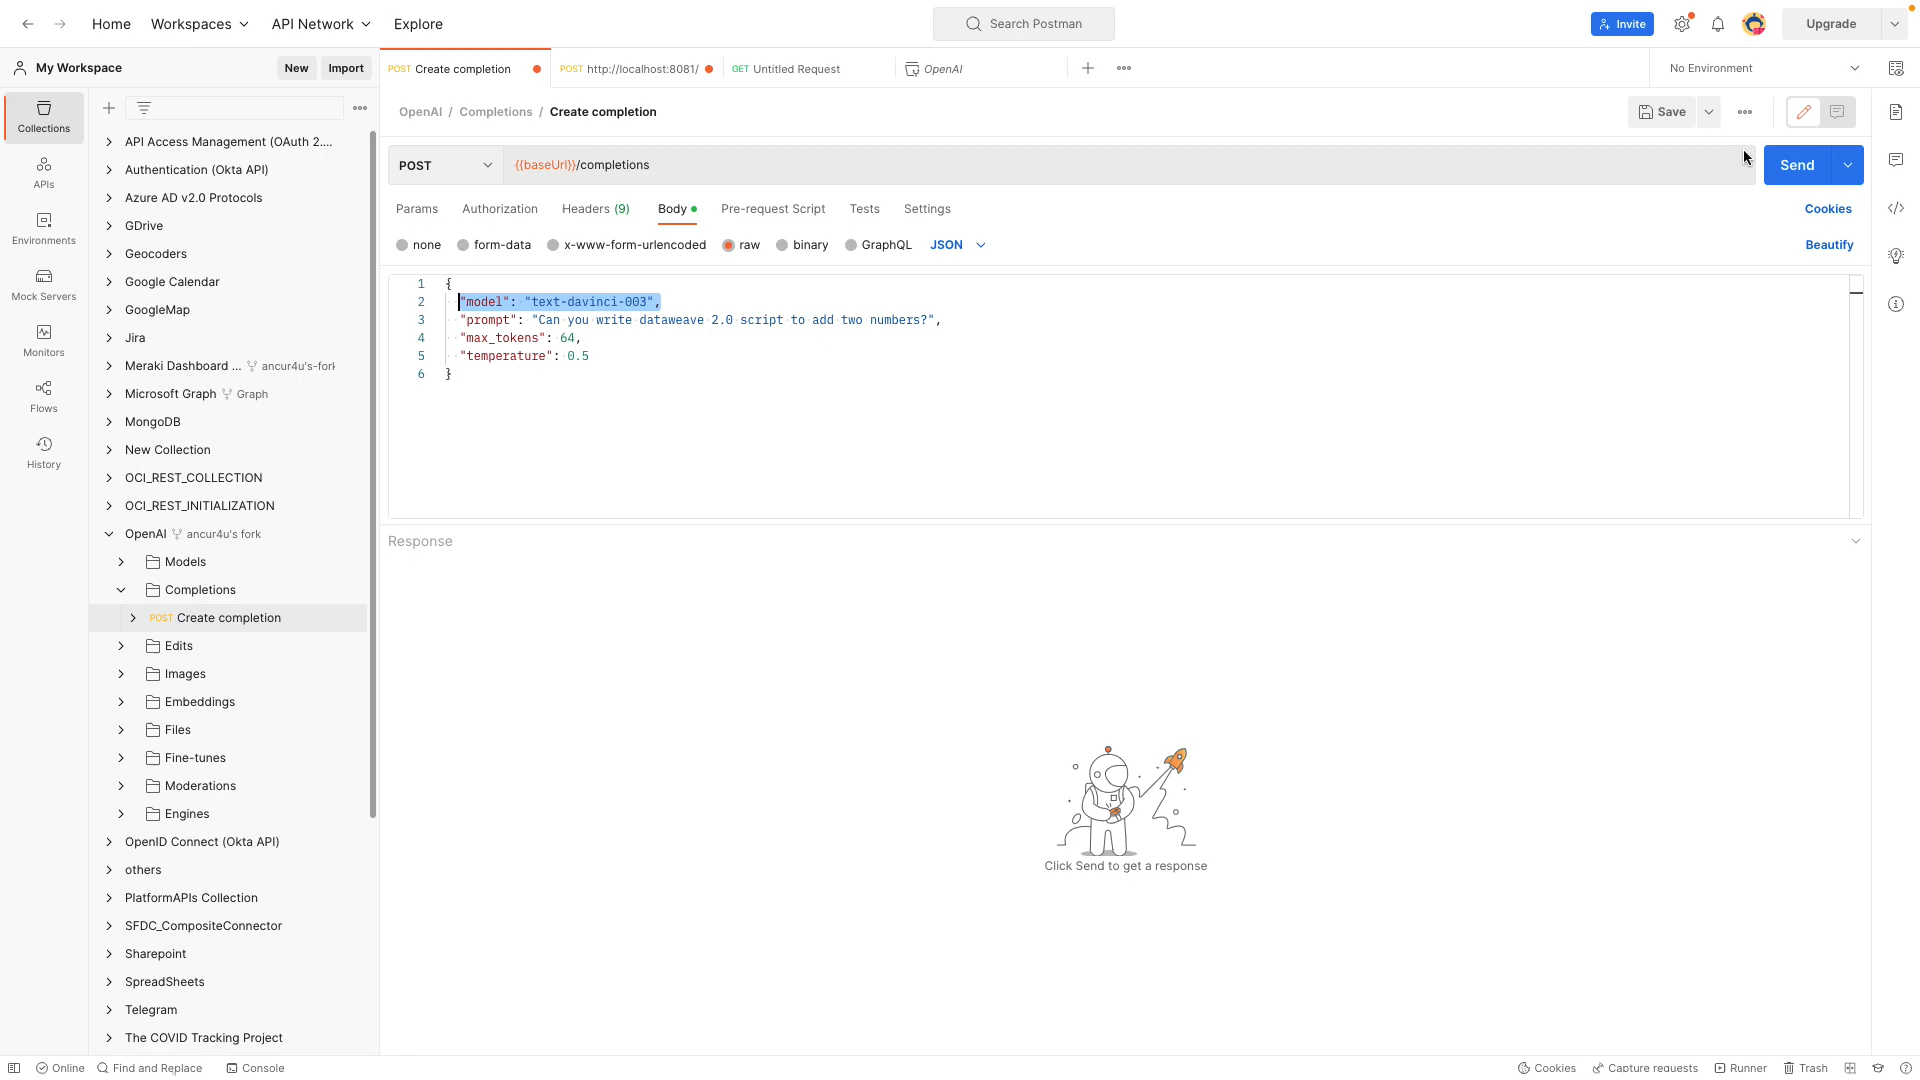 Home Workspaces API Network Explore
Search Postman
Invite
Upgrade
My Workspace
New Import
POST Create completion
POST http://localhost:8081/
GET Untitled Request
OpenAI
No Environment
Collections
APIs
Environments
Mock Servers
Monitors
Flows
History
API Access Management (OAuth 2....
Authentication (Okta API)
Azure AD v2.0 Protocols
GDrive
Geocoders
Google Calendar
GoogleMap
Jira
Meraki Dashboard ... ancur4u's-fork
Microsoft Graph Graph
MongoDB
New Collection
OCI_REST_COLLECTION
OCI_REST_INITIALIZATION
OpenAI ancur4u's fork
Models
Completions
POST Create completion
Edits
Images
Embeddings
Files
Fine-tunes
Moderations
Engines
OpenID Connect (Okta API)
others
PlatformAPIs Collection
SFDC_CompositeConnector
Sharepoint
SpreadSheets
Telegram
The COVID Tracking Project
OpenAI / Completions / Create completion
Save
POST {{baseUrl}}/completions
Send
Params Authorization Headers (9) Body Pre-request Script Tests Settings Cookies
none form-data x-www-form-urlencoded raw binary GraphQL JSON Beautify
1 {
2 "model": "text-davinci-003",
3 "prompt": "Can you write dataweave 2.0 script to add two numbers?",
4 "max_tokens": 64,
5 "temperature": 0.5
6 }
Response
Click Send to get a response
Online Find and Replace Console
Cookies Capture requests Runner Trash